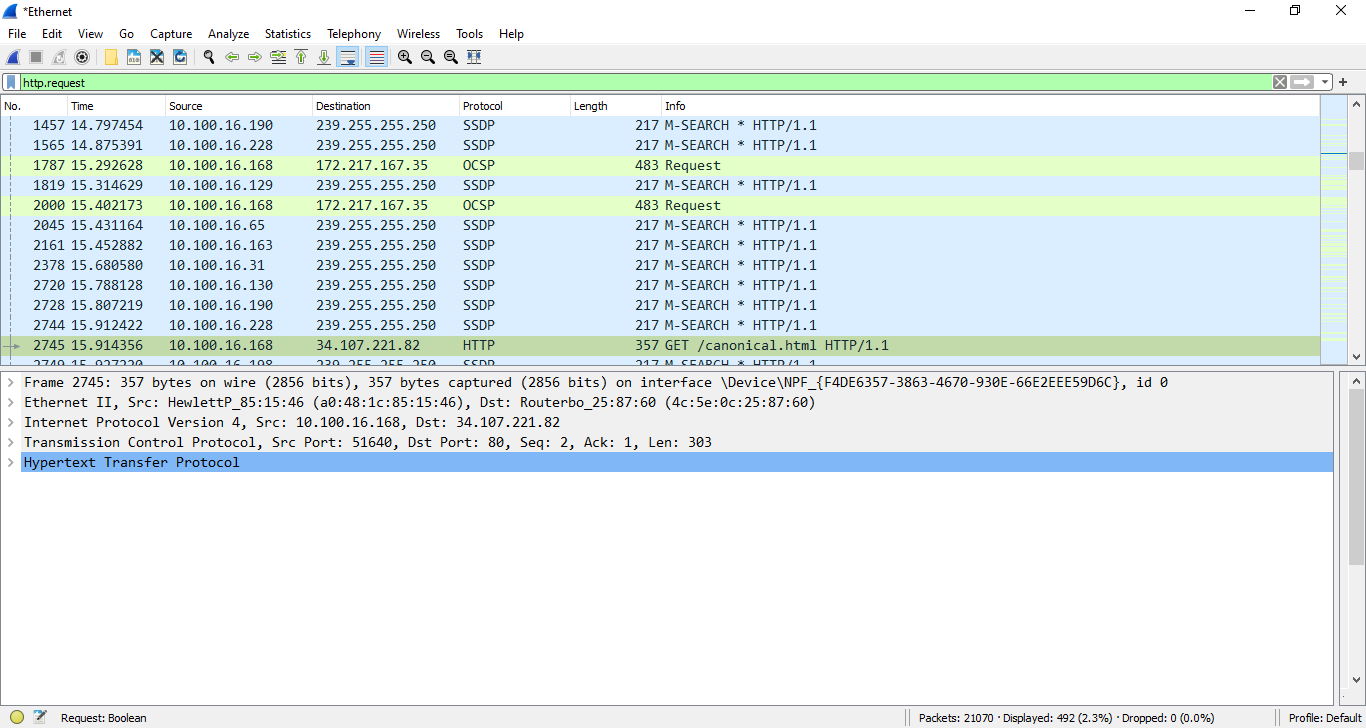 *Ethernet
File Edit View Go Capture Analyze Statistics Telephony Wireless Tools Help
http.request
No. Time Source Destination Protocol Length Info
1457 14.797454 10.100.16.190 239.255.255.250 SSDP 217 M-SEARCH * HTTP/1.1
1565 14.875391 10.100.16.228 239.255.255.250 SSDP 217 M-SEARCH * HTTP/1.1
1787 15.292628 10.100.16.168 172.217.167.35 OCSP 483 Request
1819 15.314629 10.100.16.129 239.255.255.250 SSDP 217 M-SEARCH * HTTP/1.1
2000 15.402173 10.100.16.168 172.217.167.35 OCSP 483 Request
2045 15.431164 10.100.16.65 239.255.255.250 SSDP 217 M-SEARCH * HTTP/1.1
2161 15.452882 10.100.16.163 239.255.255.250 SSDP 217 M-SEARCH * HTTP/1.1
2378 15.680580 10.100.16.31 239.255.255.250 SSDP 217 M-SEARCH * HTTP/1.1
2720 15.788128 10.100.16.130 239.255.255.250 SSDP 217 M-SEARCH * HTTP/1.1
2728 15.807219 10.100.16.190 239.255.255.250 SSDP 217 M-SEARCH * HTTP/1.1
2744 15.912422 10.100.16.228 239.255.255.250 SSDP 217 M-SEARCH * HTTP/1.1
2745 15.914356 10.100.16.168 34.107.221.82 HTTP 357 GET /canonical.html HTTP/1.1
Frame 2745: 357 bytes on wire (2856 bits), 357 bytes captured (2856 bits) on interface \Device\NPF_{F4DE6357-3863-4670-930E-66E2EEE59D6C}, id 0
Ethernet II, Src: HewlettP_85:15:46 (a0:48:1c:85:15:46), Dst: Routerbo_25:87:60 (4c:5e:0c:25:87:60)
Internet Protocol Version 4, Src: 10.100.16.168, Dst: 34.107.221.82
Transmission Control Protocol, Src Port: 51640, Dst Port: 80, Seq: 2, Ack: 1, Len: 303
Hypertext Transfer Protocol
Request: Boolean Packets: 21070 · Displayed: 492 (2.3%) · Dropped: 0 (0.0%) Profile: Default